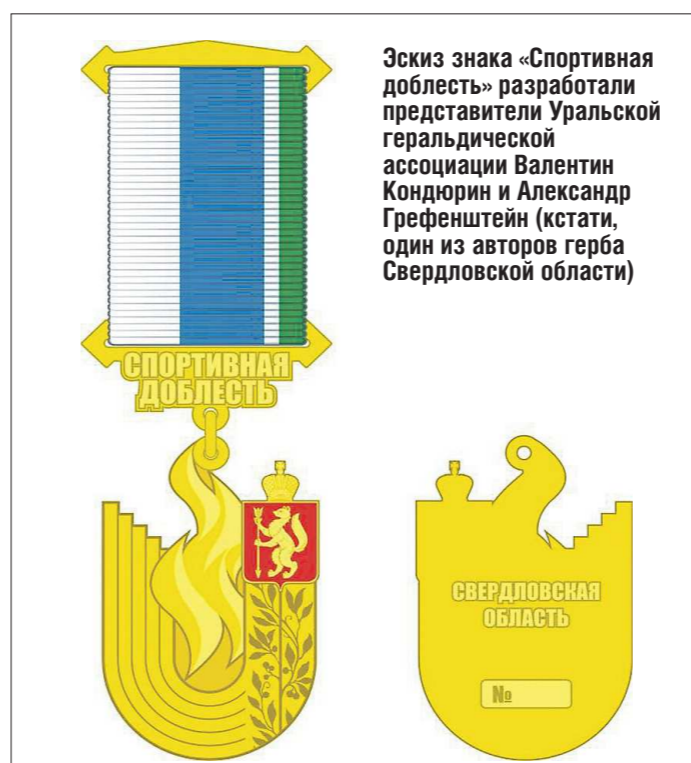 Эскиз знака «Спортивная
доблесть» разработали
представители Уральской
геральдической
ассоциации Валентин
Кондюрин и Александр
Грефенштейн (кстати,
один из авторов герба
Свердловской области)
СПОРТИВНАЯ
ДОБЛЕСТЬ
СВЕРДЛОВСКАЯ
ОБЛАСТЬ
№